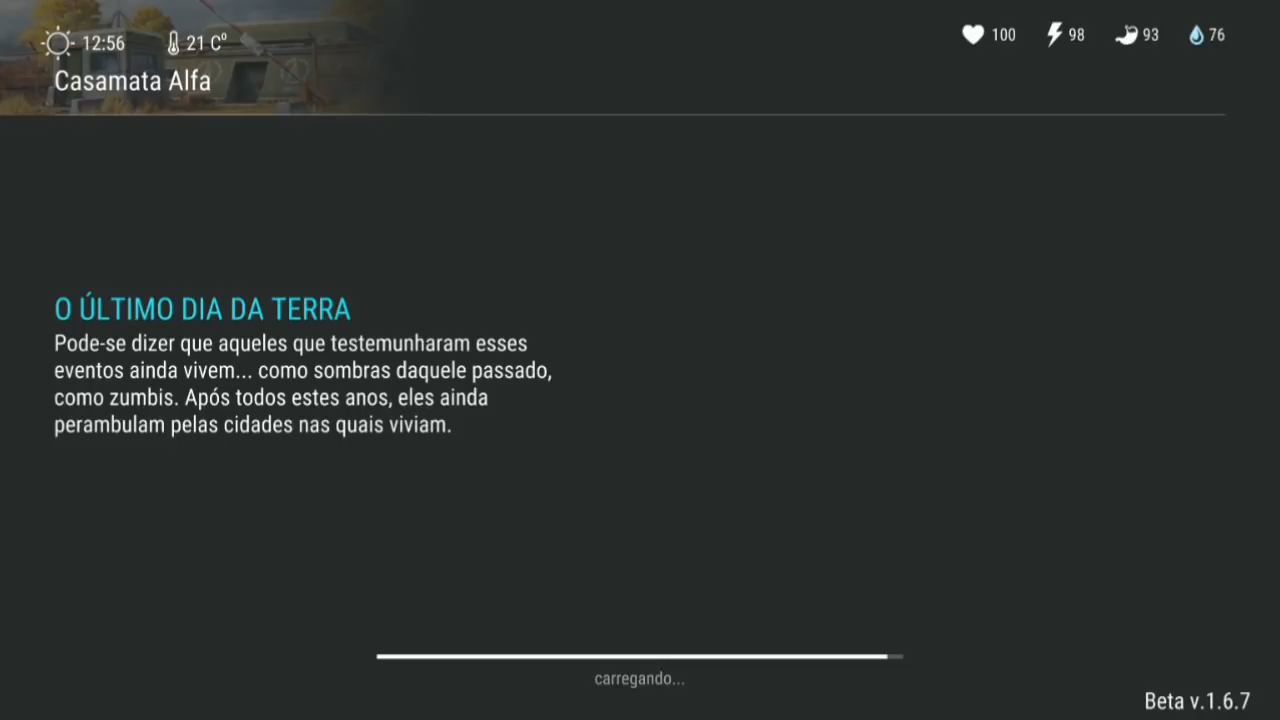 12:56 21 Cº
100 98 93 76
Casamata Alfa
O ÚLTIMO DIA DA TERRA
Pode-se dizer que aqueles que testemunharam esses
eventos ainda vivem... como sombras daquele passado,
como zumbis. Após todos estes anos, eles ainda
perambulam pelas cidades nas quais viviam.
carregando...
Beta v.1.6.7